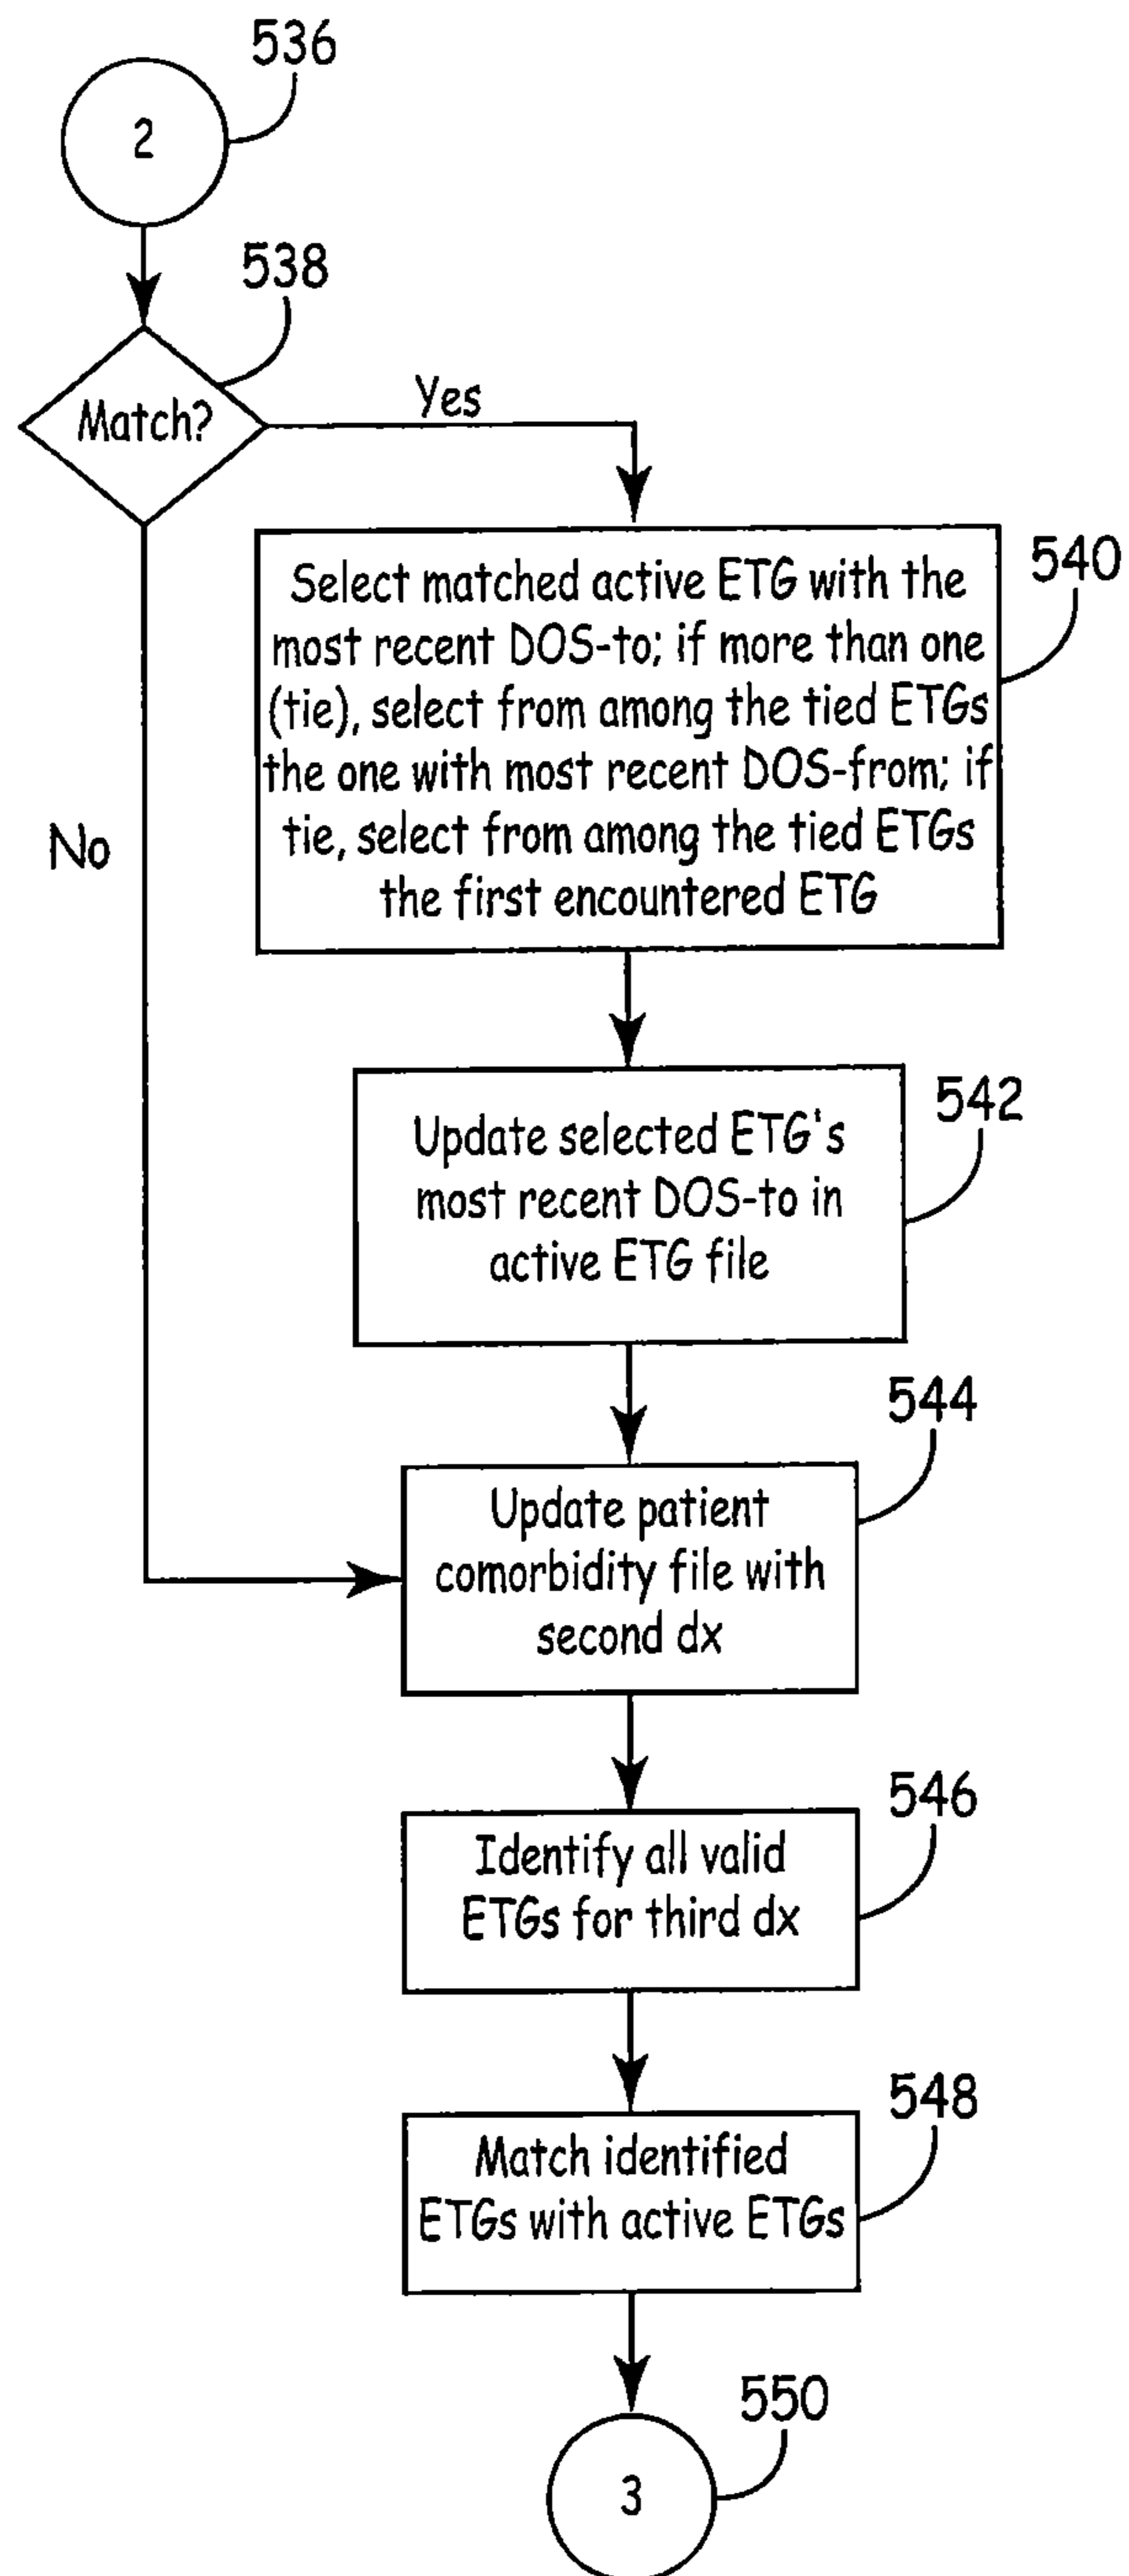 536
2
538
Match?
Yes
540
Select matched active ETG with the
most recent DOS-to; if more than one
(tie), select from among the tied ETGs
the one with most recent DOS-from; if
tie, select from among the tied ETGs
the first encountered ETG
No
542
Update selected ETG's
most recent DOS-to in
active ETG file
544
Update patient
comorbidity file with
second dx
546
Identify all valid
ETGs for third dx
548
Match identified
ETGs with active ETGs
550
3